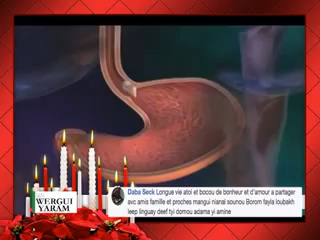 WERGUI
YARAM
Daba Seck Longue vie atoi et bocou de bonheur et d'amour a partager
avc amis famille et proches mangui nianal sounou Borom fayla loubakh
leep linguay deef tyi domou adama yi amine